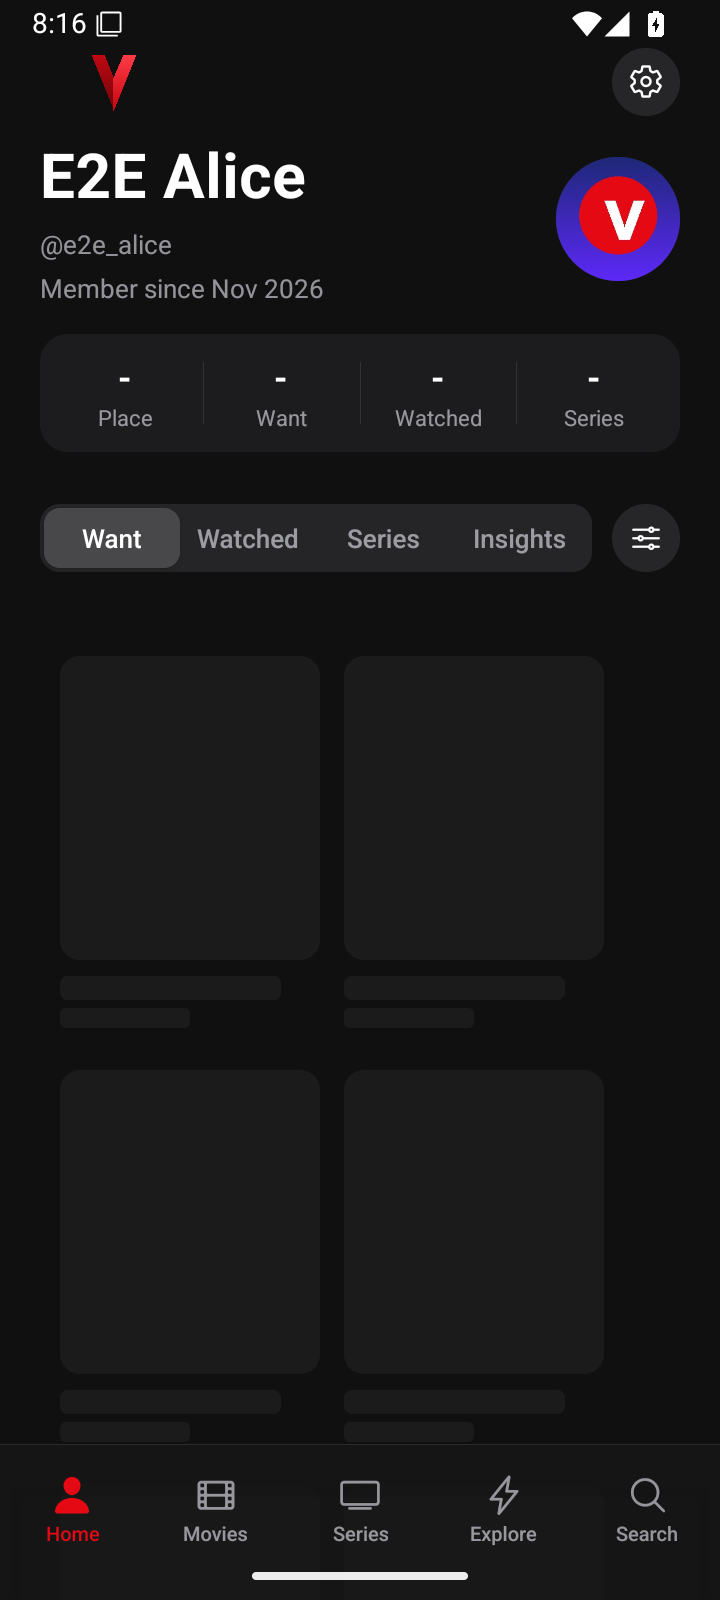 8:16
E2E Alice
@e2e_alice
Member since Nov 2026
V
- - - -
Place Want Watched Series
Want Watched Series Insights
Home Movies Series Explore Search